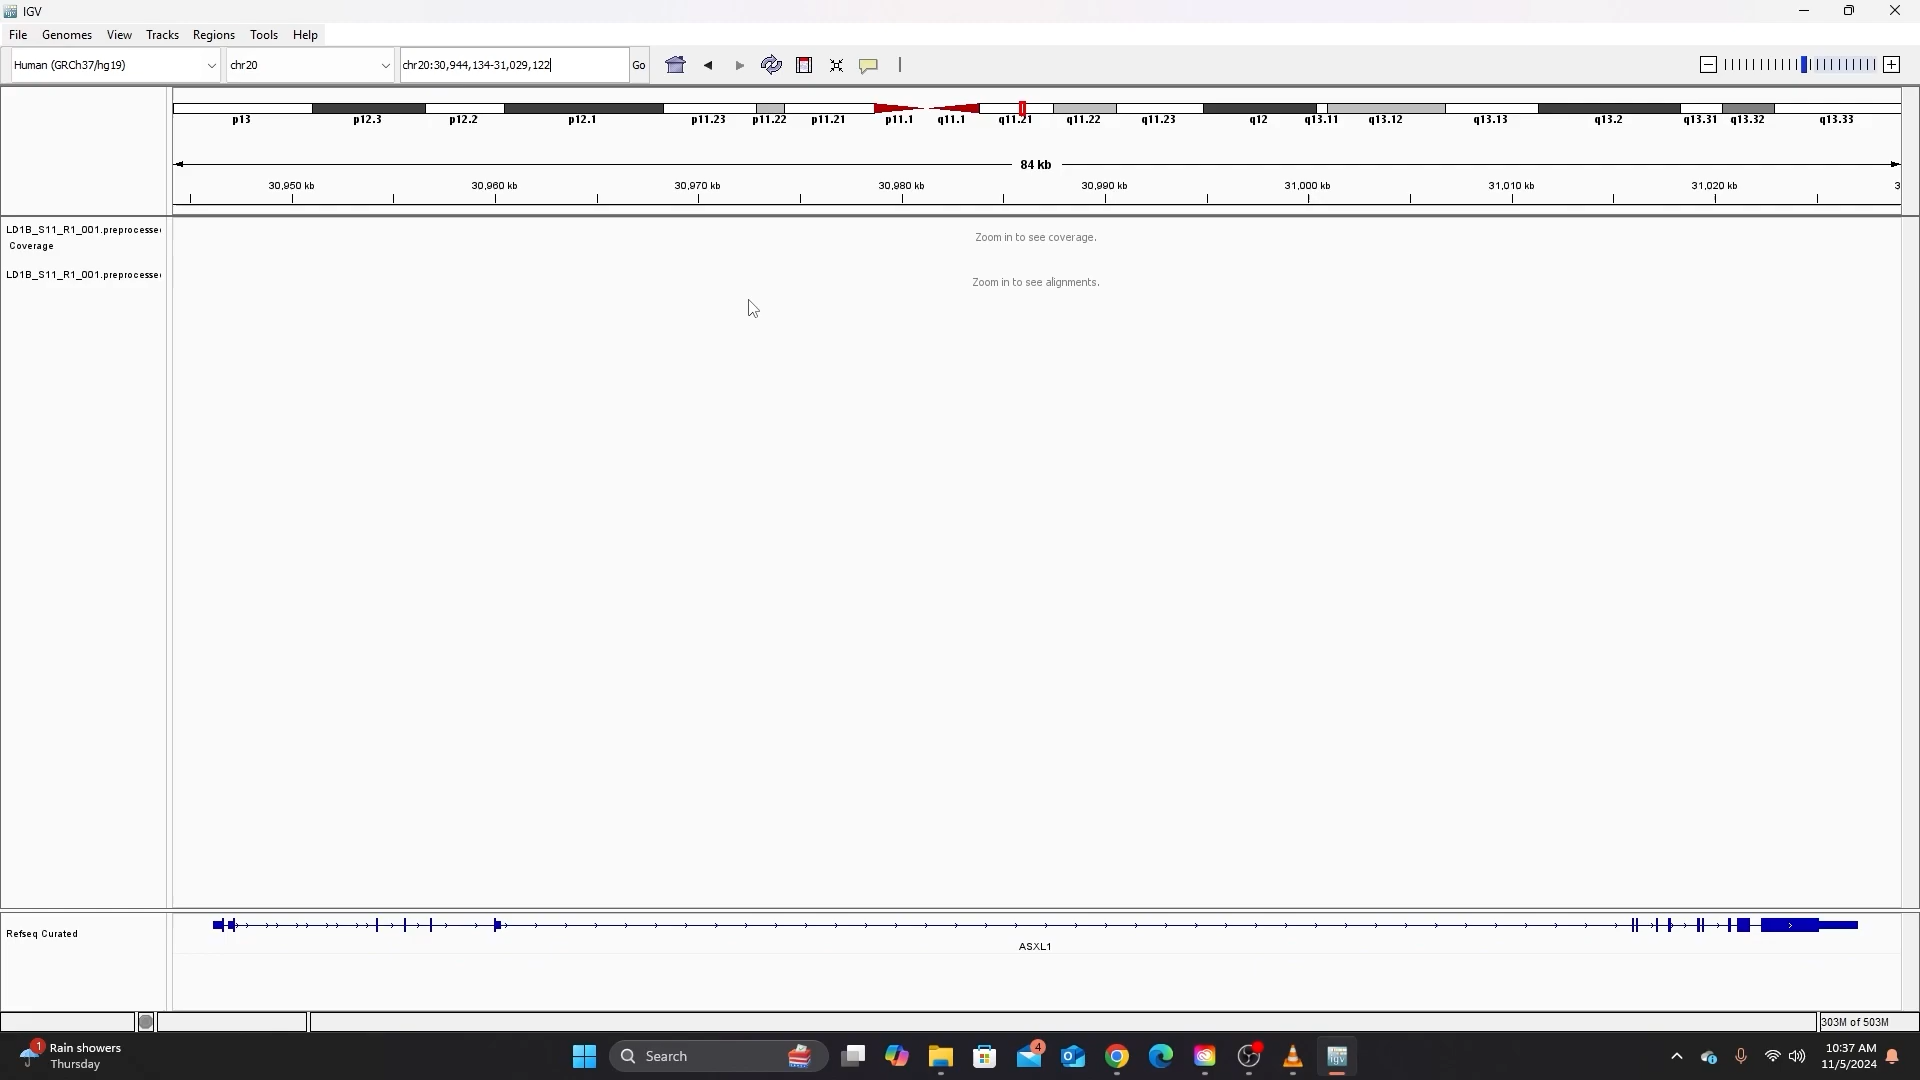 IGV
File Genomes View Tracks Regions Tools Help
Human (GRCh37/hg19) chr20 chr20:30,944,134-31,029,122 Go
p13 p12.3 p12.2 p12.1 p11.23 p11.22 p11.21 p11.1 q11.1 q11.21 q11.22 q11.23 q12 q13.11 q13.12 q13.13 q13.2 q13.31 q13.32 q13.33
84 kb
30,950 kb 30,960 kb 30,970 kb 30,980 kb 30,990 kb 31,000 kb 31,010 kb 31,020 kb 3
LD1B_S11_R1_001.preprocesse
Coverage
Zoom in to see coverage.
LD1B_S11_R1_001.preprocesse
Zoom in to see alignments.
Refseq Curated
ASXL1
303M of 503M
1
Rain showers
Thursday
Search
4
10:37 AM
11/5/2024